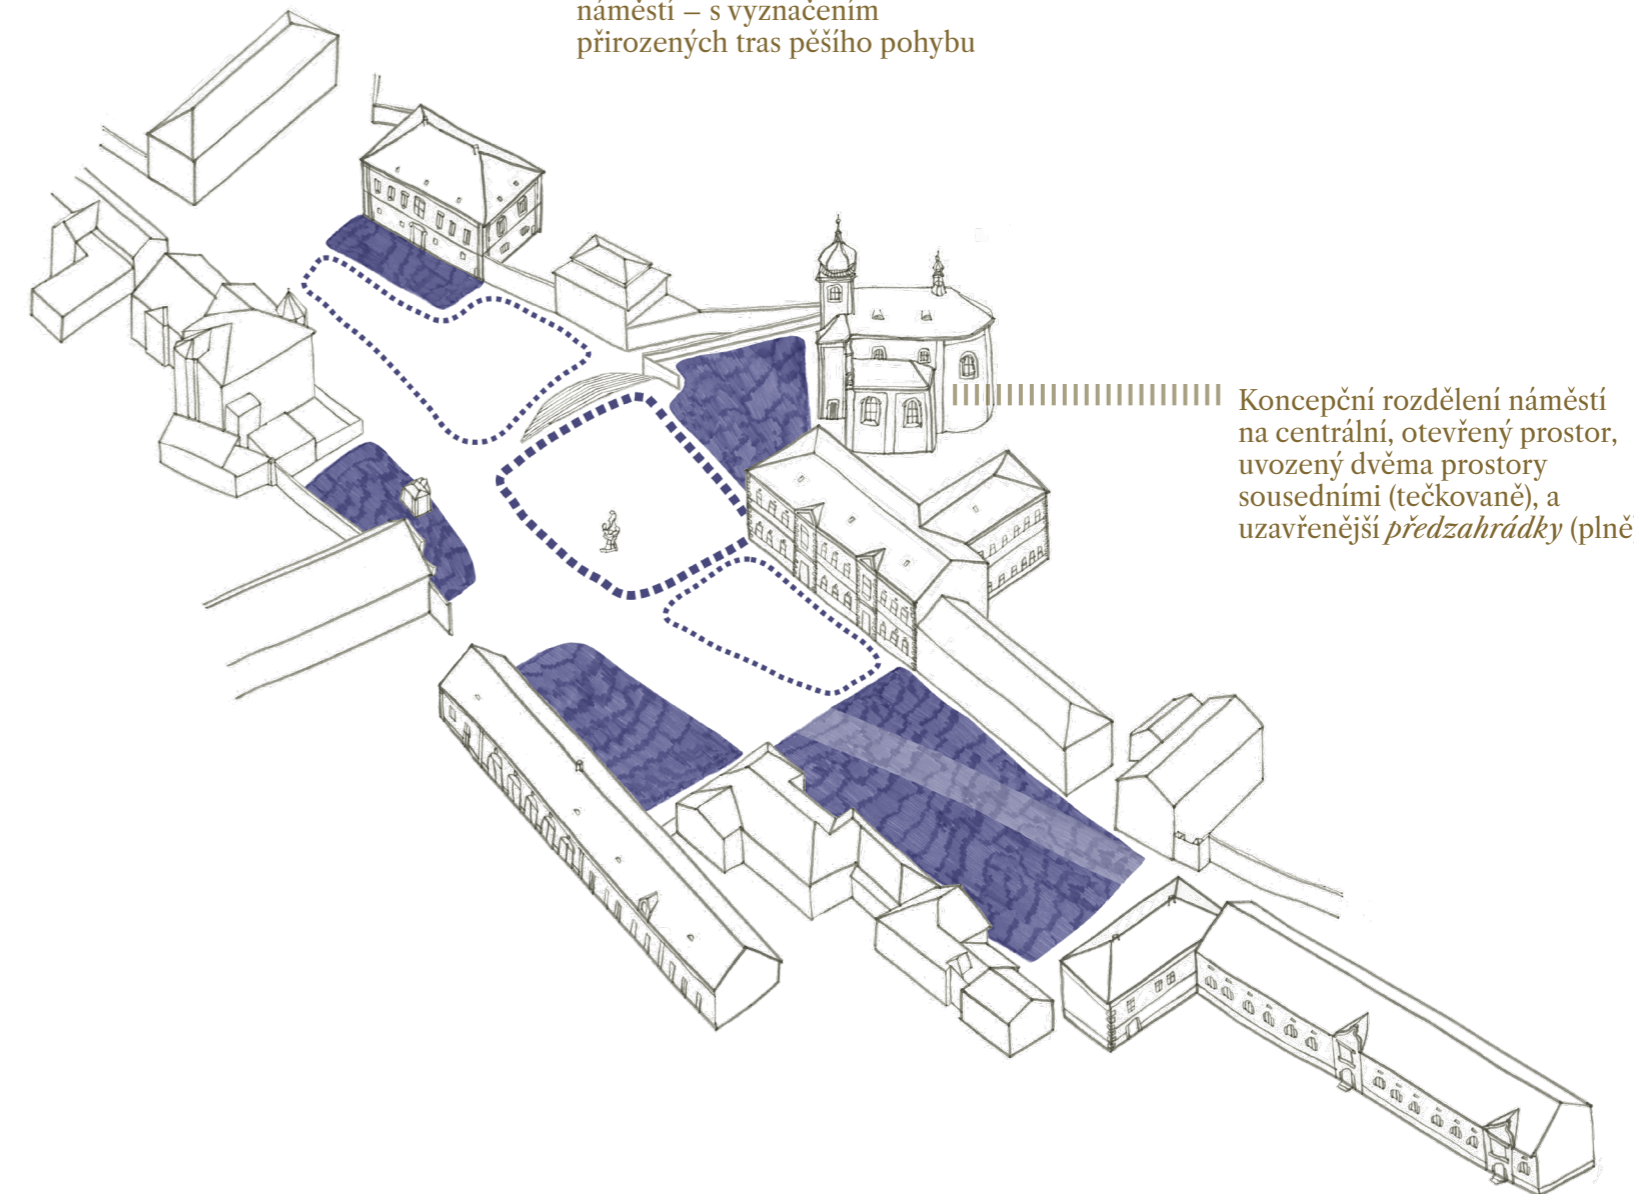 náměstí – s vyznačením
přirozených tras pěšího pohybu
Koncepční rozdělení náměstí
na centrální, otevřený prostor,
uvozený dvěma prostory
sousedními (tečkovaně), a
uzavřenější předzahrádky (plně